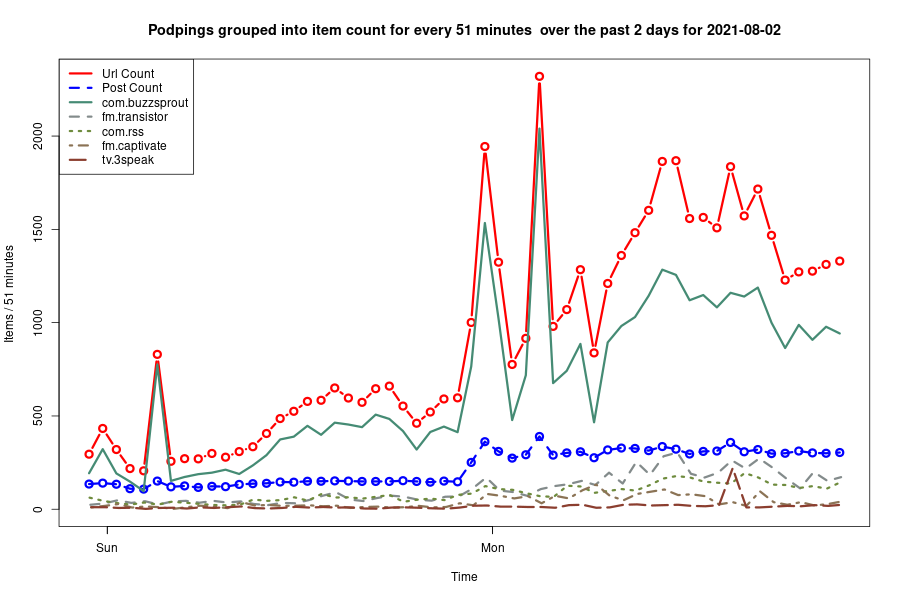 Podpings grouped into item count for every 51 minutes  over the past 2 days for 2021-08-02
Url Count
Post Count
com.buzzsprout
fm.transistor
com.rss
fm.captivate
tv.3speak
2000
1500
1000
500
0
Items / 51 minutes
Sun
Mon
Time